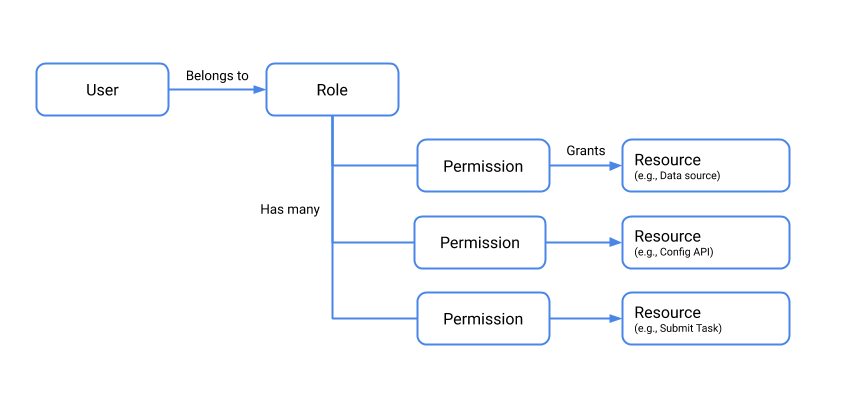 User
Belongs to
Role
Permission
Grants
Resource
(e.g., Data source)
Has many
Permission
Resource
(e.g., Config API)
Permission
Resource
(e.g., Submit Task)